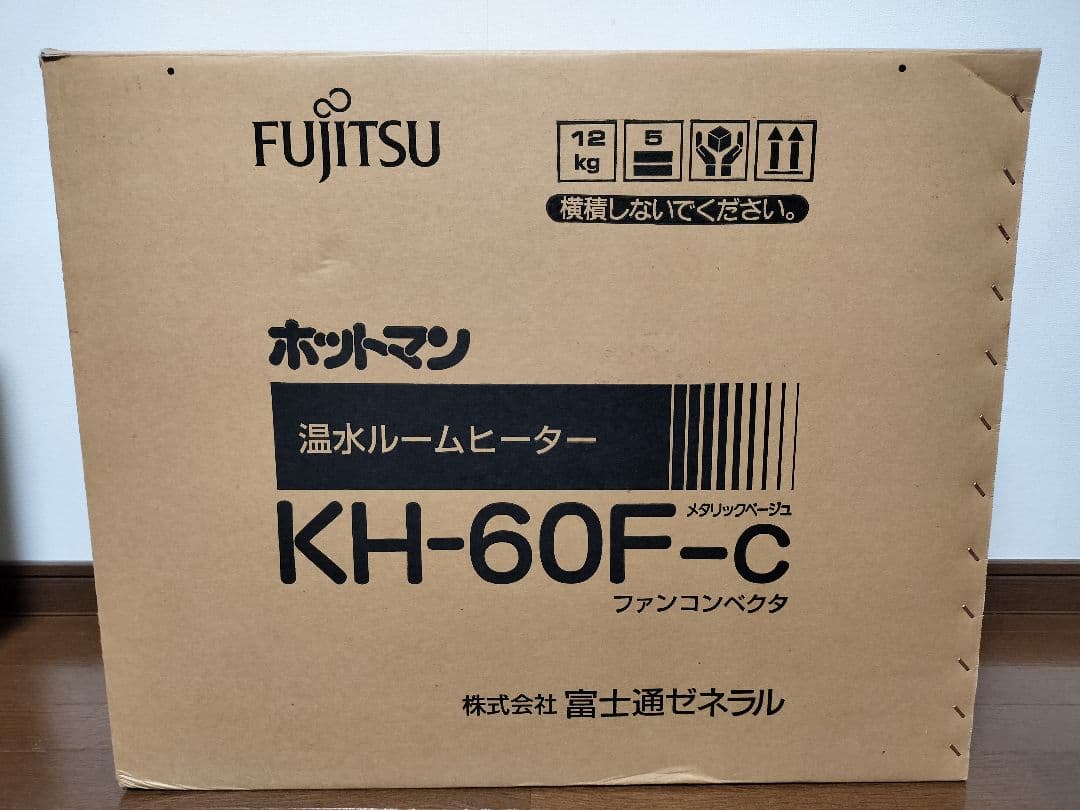 FUJITSU
12 kg
5
横積しないでください。
ホットマン
温水ルームヒーター
メタリックベージュ
KH-60F-C
ファンコンベクタ
株式会社 富士通ゼネラル